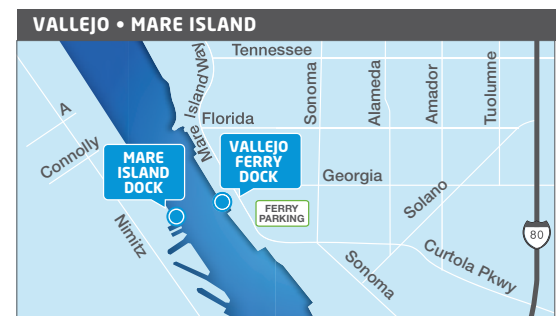 VALLEJO • MARE ISLAND
Tennessee
Mare Island Way
Sonoma
Alameda
Amador
Tuolumne
A
Florida
Connolly
MARE
ISLAND
DOCK
VALLEJO
FERRY
DOCK
Georgia
Solano
FERRY
PARKING
Nimitz
80
Curtola Pkwy
Sonoma